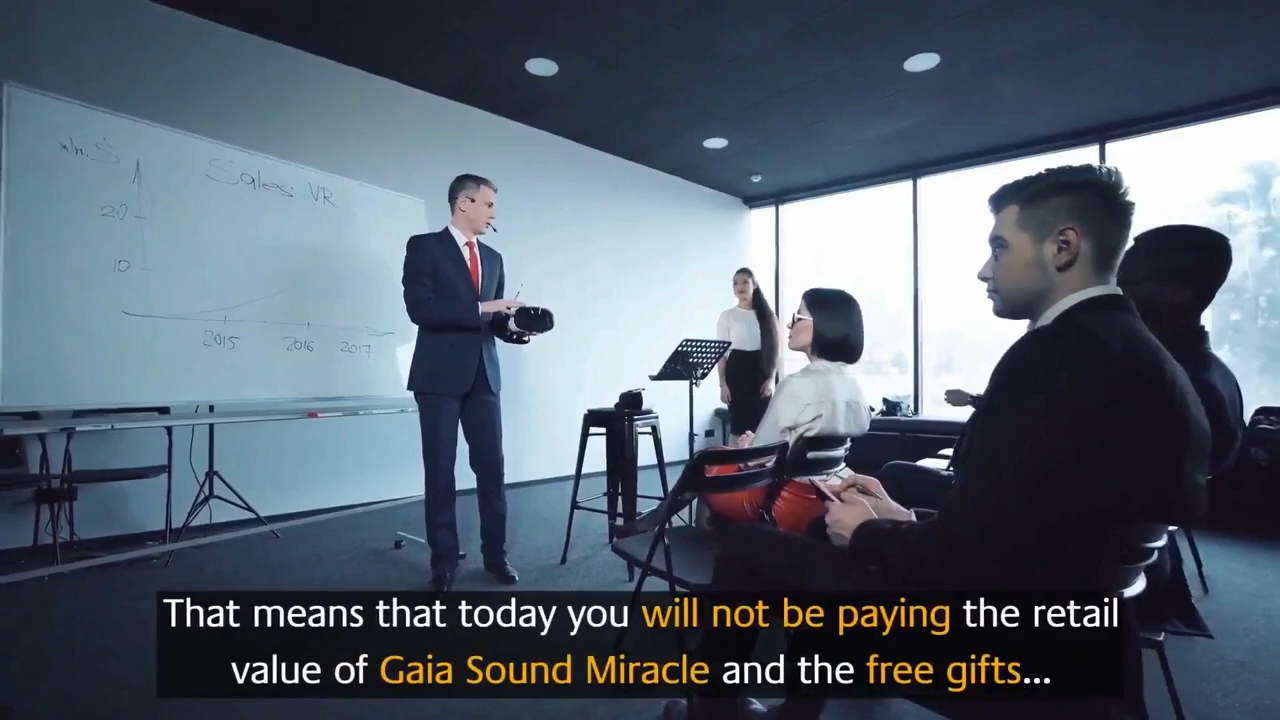 mln. $
Sales VR
20
10
2015 2016 2017
That means that today you will not be paying the retail
value of Gaia Sound Miracle and the free gifts...